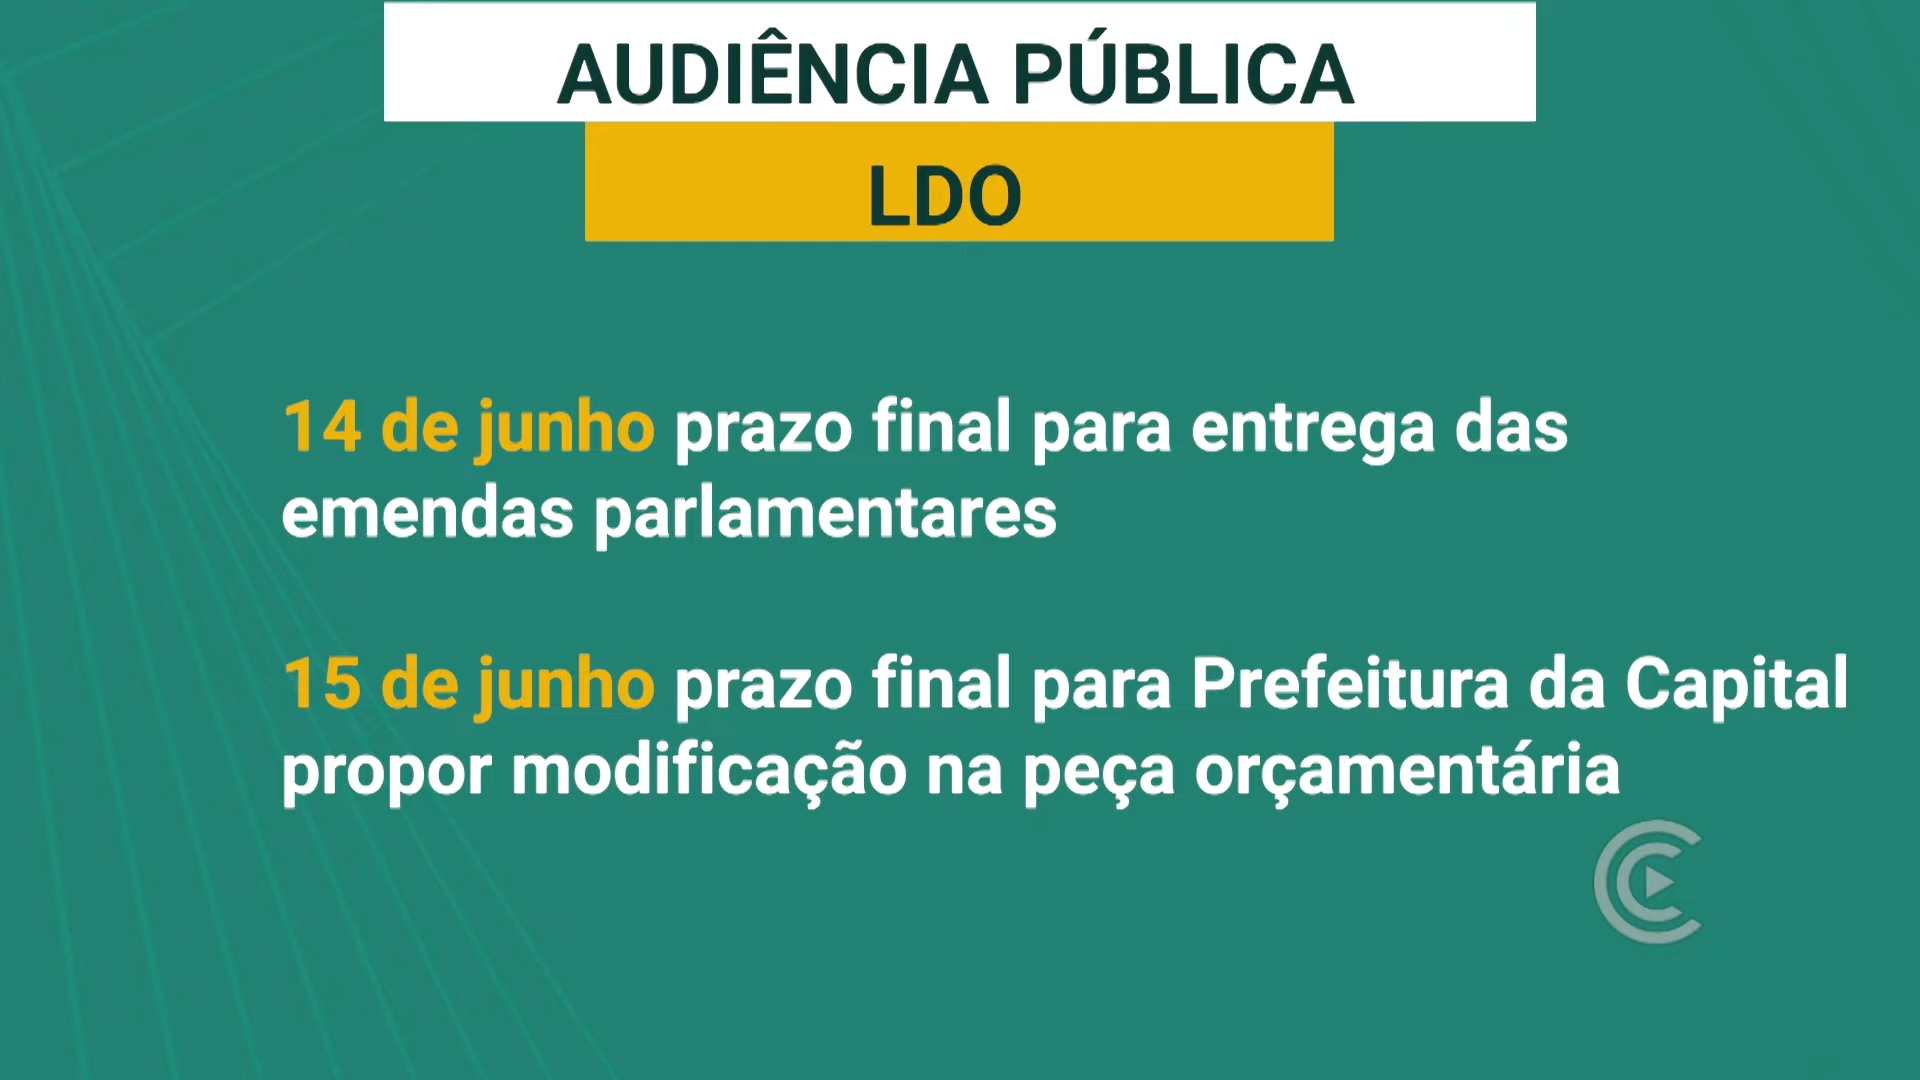 AUDIÊNCIA PÚBLICA
LDO
14 de junho prazo final para entrega das
emendas parlamentares
15 de junho prazo final para Prefeitura da Capital
propor modificação na peça orçamentária